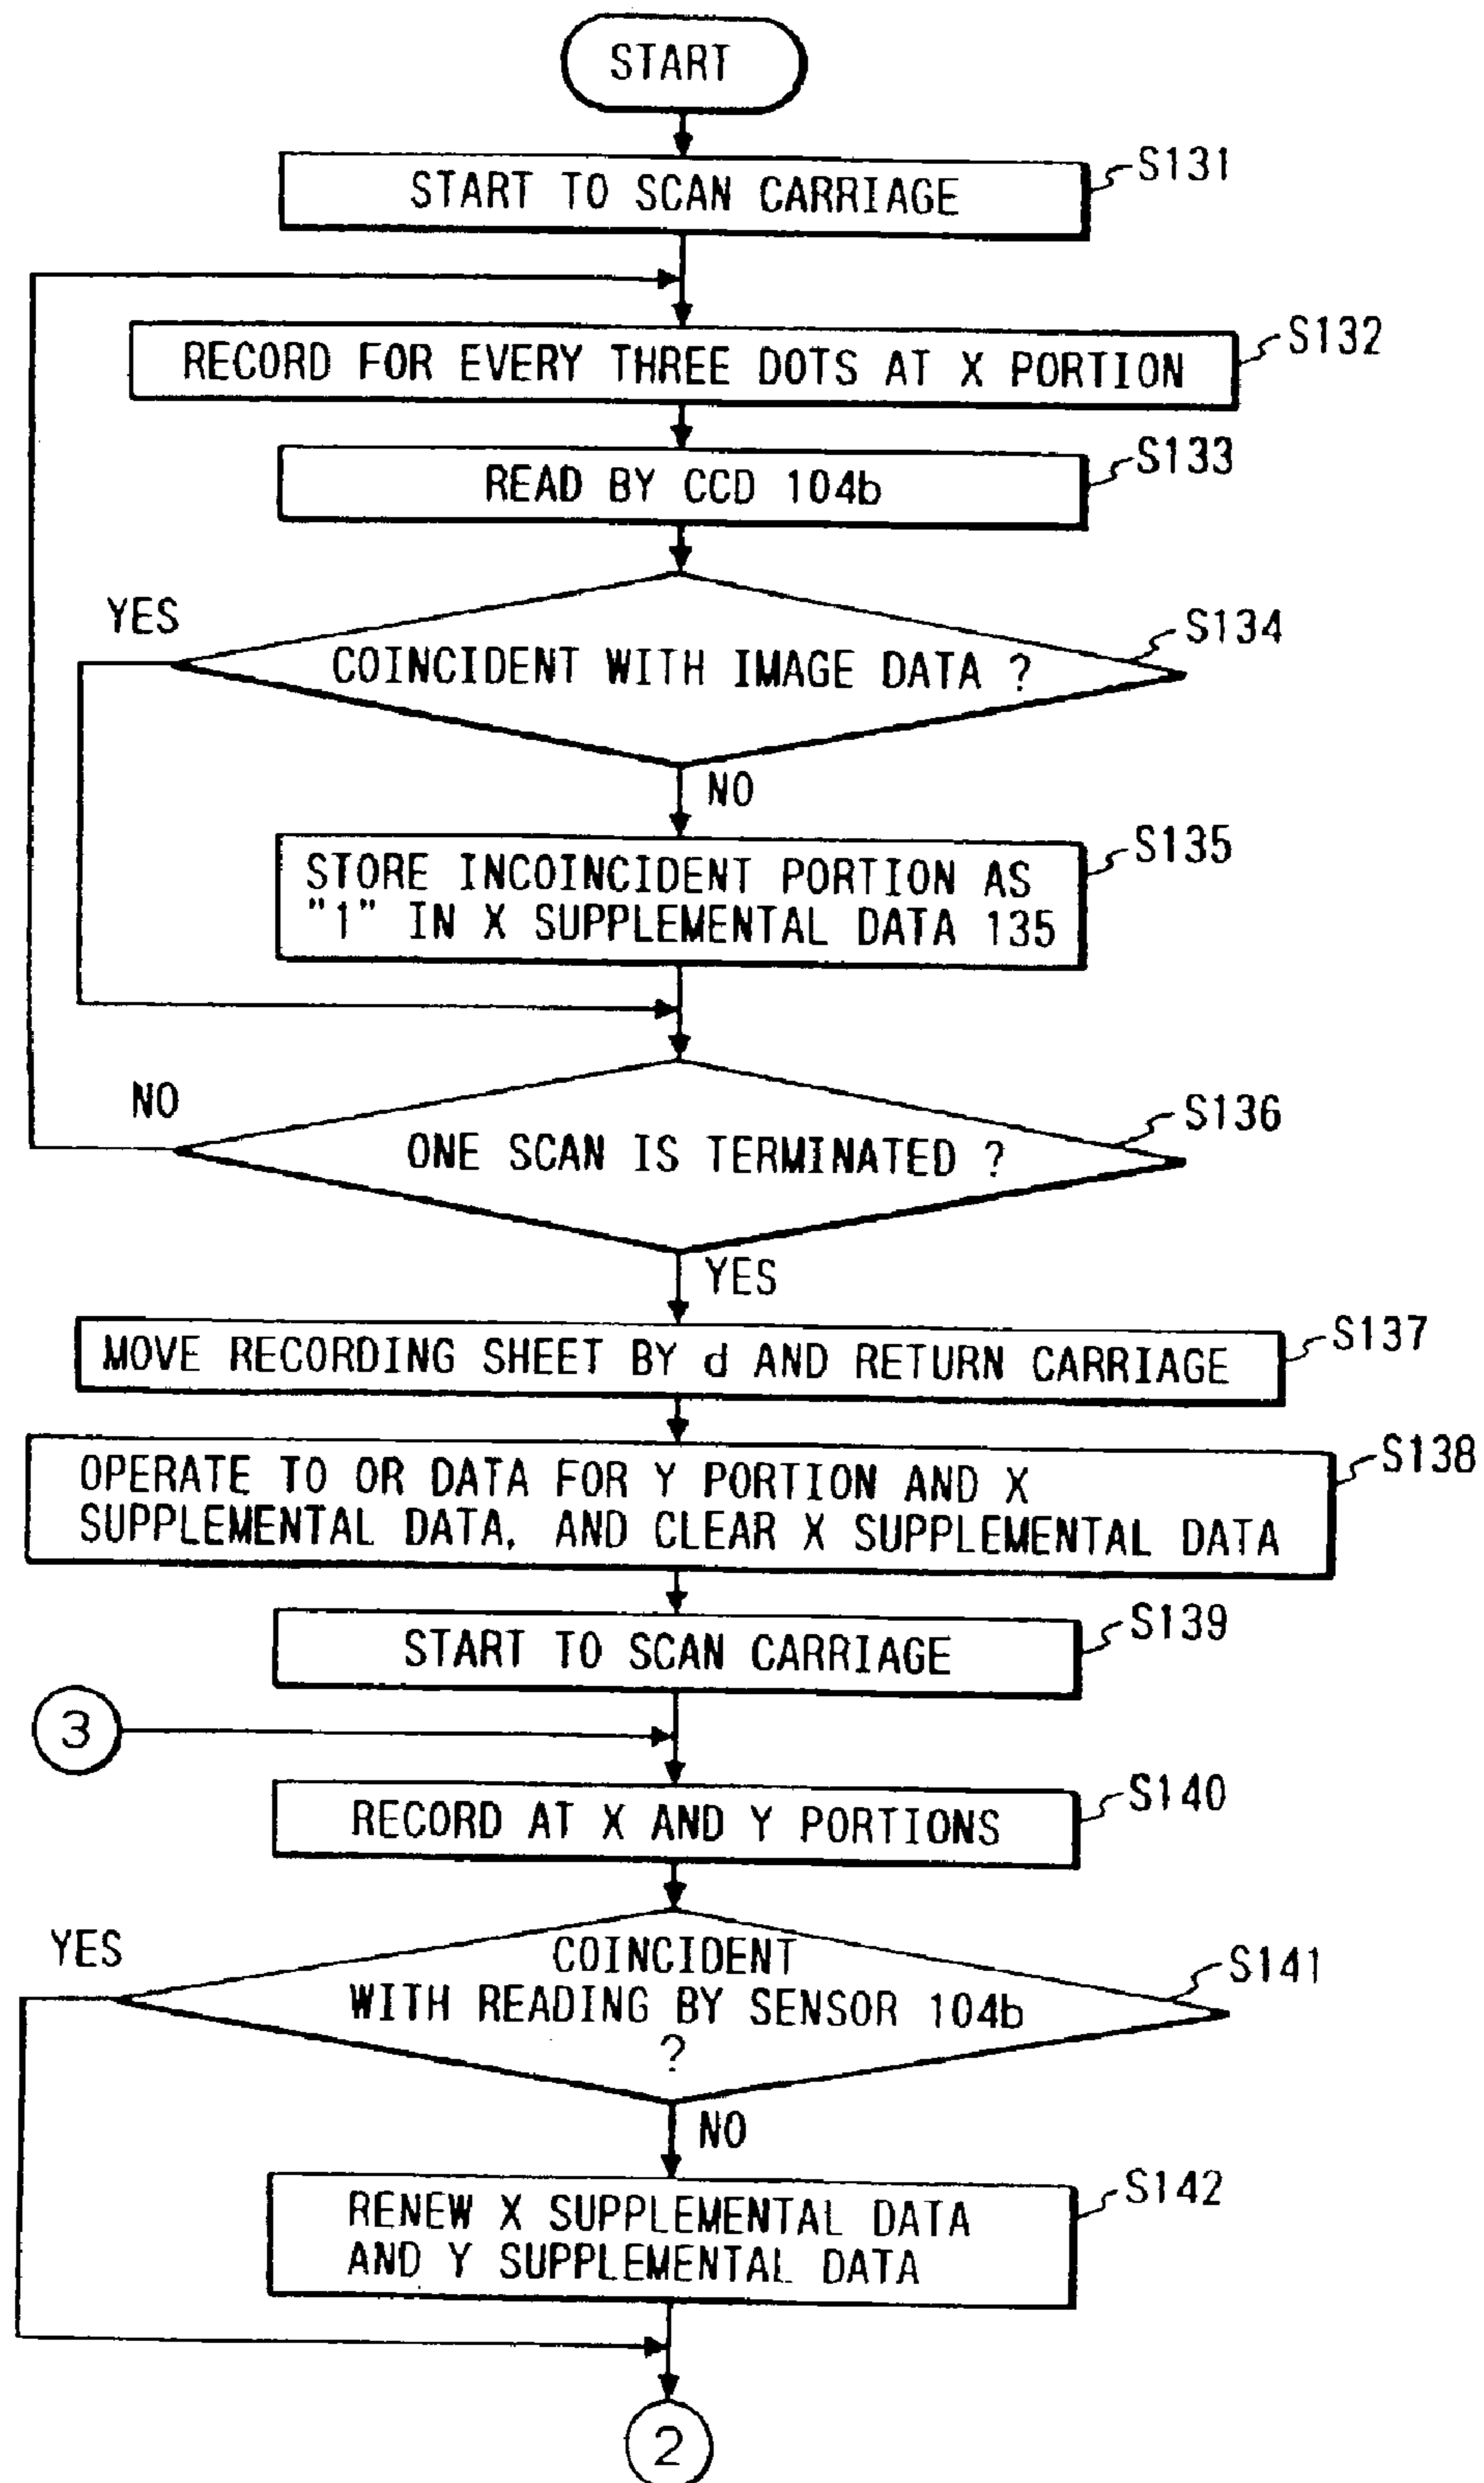 START
START TO SCAN CARRIAGE
S131
RECORD FOR EVERY THREE DOTS AT X PORTION
S132
READ BY CCD 104b
S133
YES
COINCIDENT WITH IMAGE DATA ?
S134
NO
STORE INCOINCIDENT PORTION AS
"1" IN X SUPPLEMENTAL DATA 135
S135
NO
ONE SCAN IS TERMINATED ?
S136
YES
MOVE RECORDING SHEET BY d AND RETURN CARRIAGE
S137
OPERATE TO OR DATA FOR Y PORTION AND X
SUPPLEMENTAL DATA, AND CLEAR X SUPPLEMENTAL DATA
S138
START TO SCAN CARRIAGE
S139
3
RECORD AT X AND Y PORTIONS
S140
YES
COINCIDENT
WITH READING BY SENSOR 104b
?
S141
NO
RENEW X SUPPLEMENTAL DATA
AND Y SUPPLEMENTAL DATA
S142
2